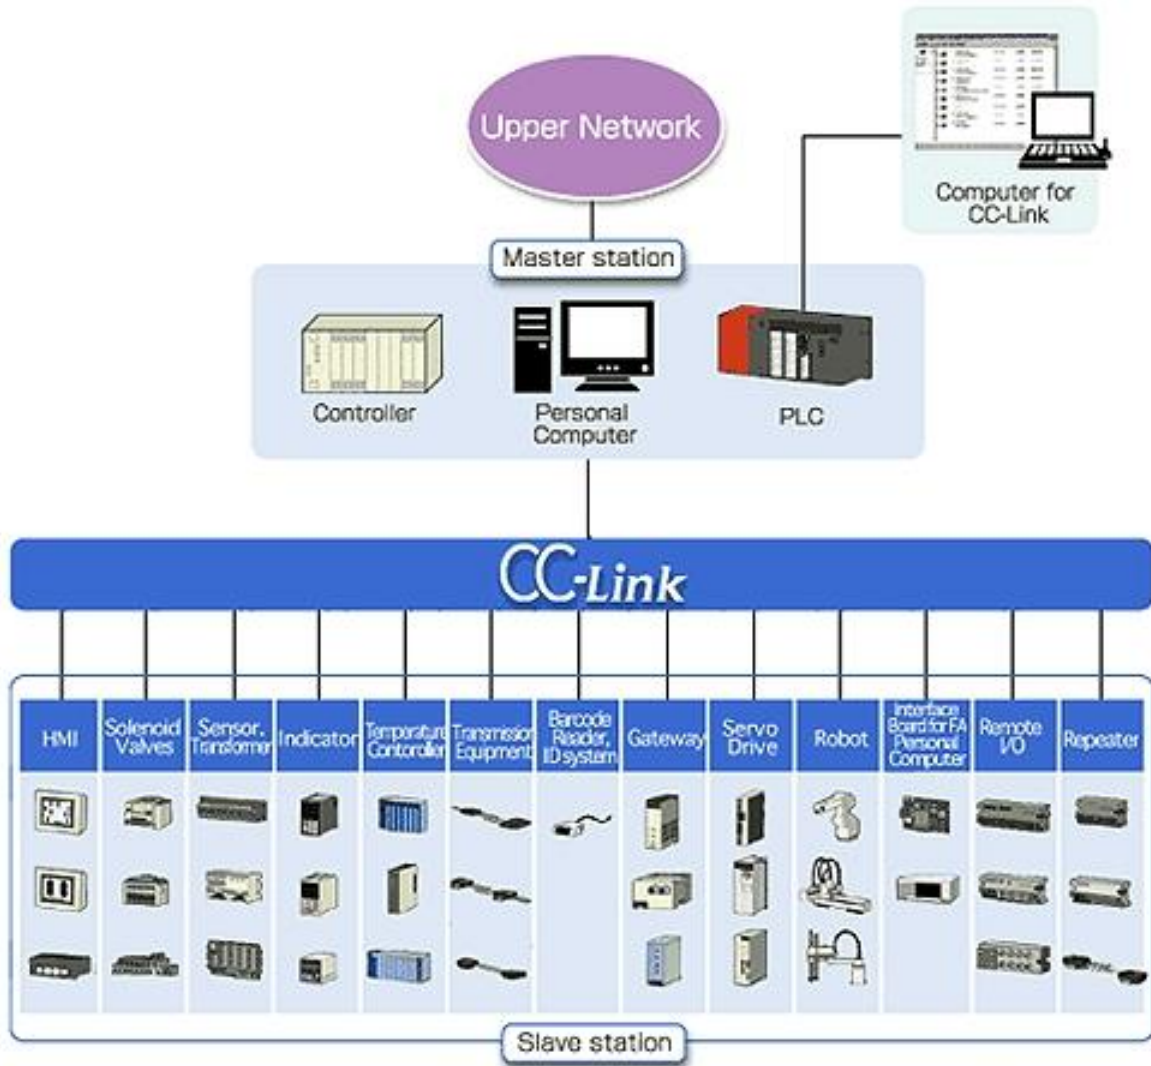 Upper Network
Computer for
CC-Link
Master station
Controller
Personal
Computer
PLC
CC-Link
HMI
Solenoid
Valves
Sensor.
Transformer
Indicator
Temperature
Contoroller
Transmission
Equipment
Barcode
Reader,
ID system
Gateway
Servo
Drive
Robot
Interface
Board for FA
Personal
Computer
Remote
I/O
Repeater
Slave station